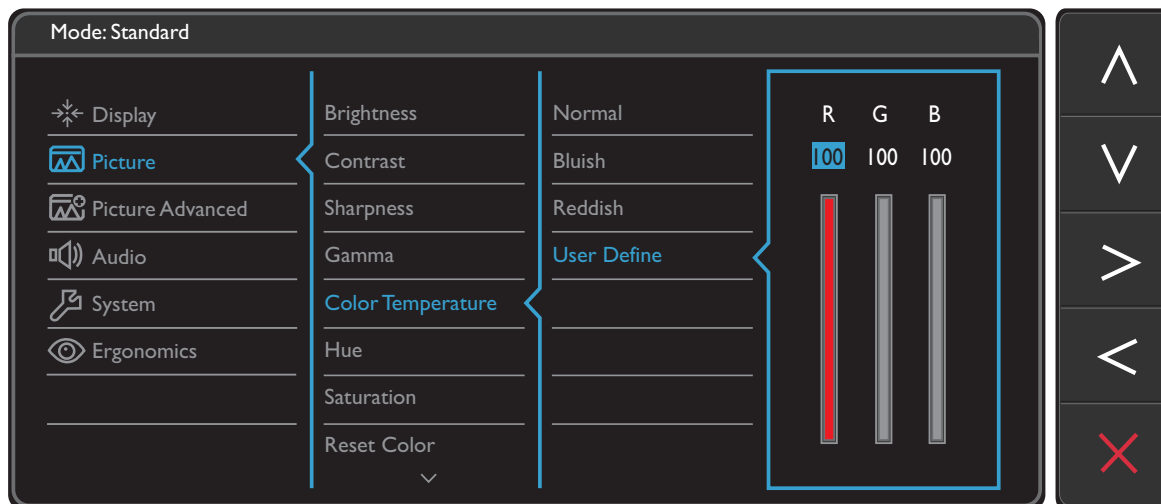 Mode: Standard
Display
Picture
Picture Advanced
Audio
System
Ergonomics
Brightness
Contrast
Sharpness
Gamma
Color Temperature
Hue
Saturation
Reset Color
Normal
Bluish
Reddish
User Define
R G B
100 100 100